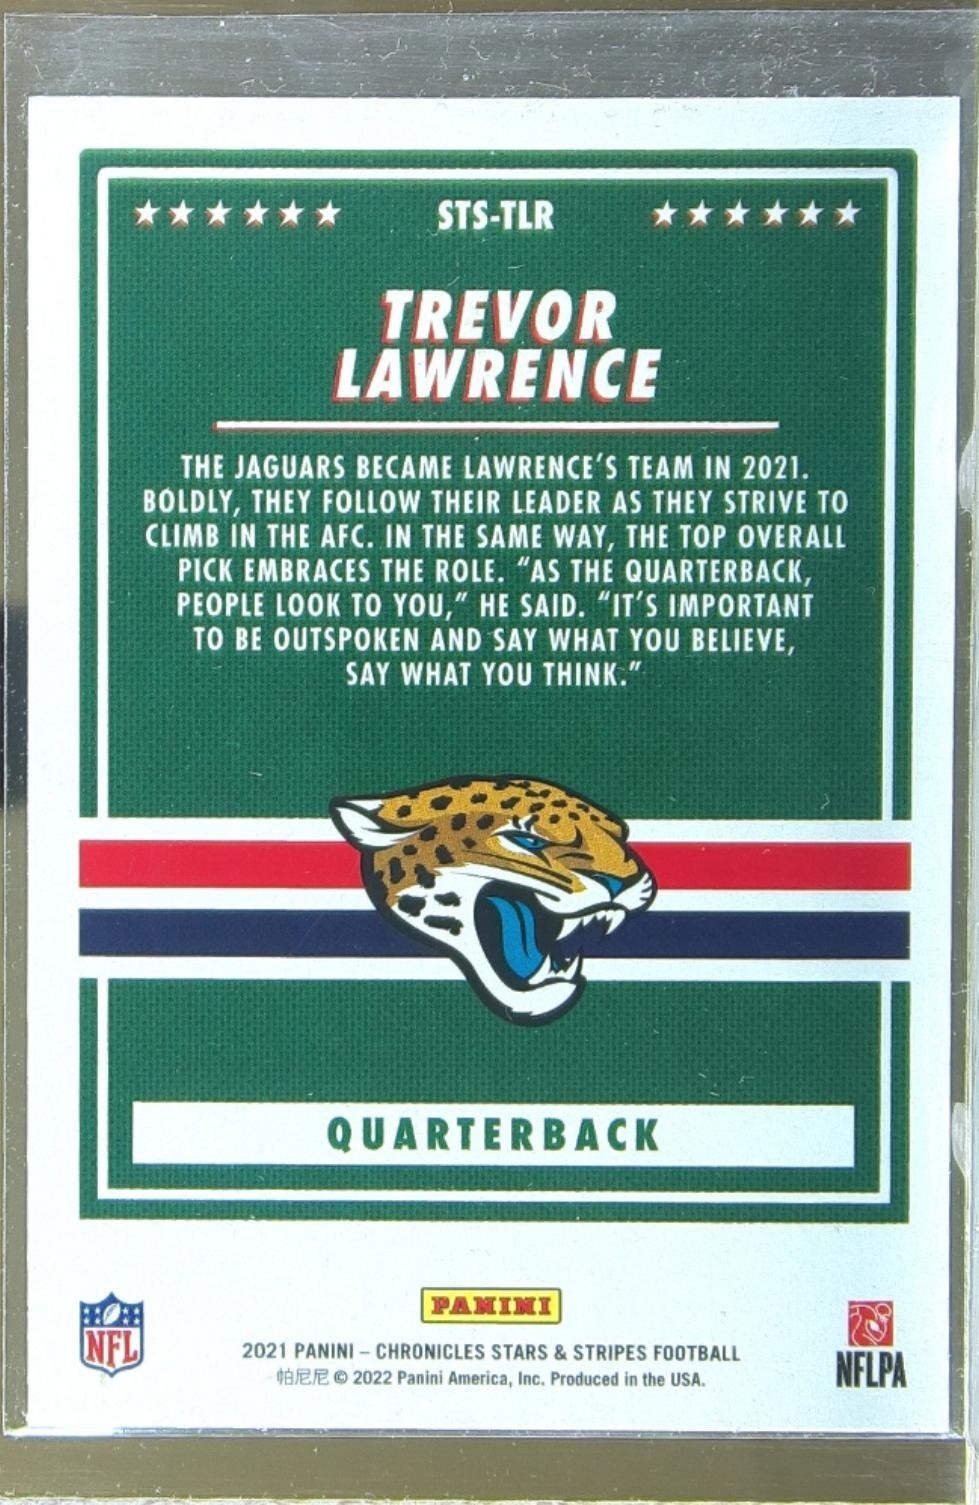 STS-TLR
TREVOR
LAWRENCE
THE JAGUARS BECAME LAWRENCE'S TEAM IN 2021.
BOLDLY, THEY FOLLOW THEIR LEADER AS THEY STRIVE TO
CLIMB IN THE AFC. IN THE SAME WAY, THE TOP OVERALL
PICK EMBRACES THE ROLE. “AS THE QUARTERBACK,
PEOPLE LOOK TO YOU,” HE SAID. “IT'S IMPORTANT
TO BE OUTSPOKEN AND SAY WHAT YOU BELIEVE,
SAY WHAT YOU THINK.”
QUARTERBACK
PANINI
NFL
2021 PANINI – CHRONICLES STARS & STRIPES FOOTBALL
帕尼尼 © 2022 Panini America, Inc. Produced in the USA.
NFLPA